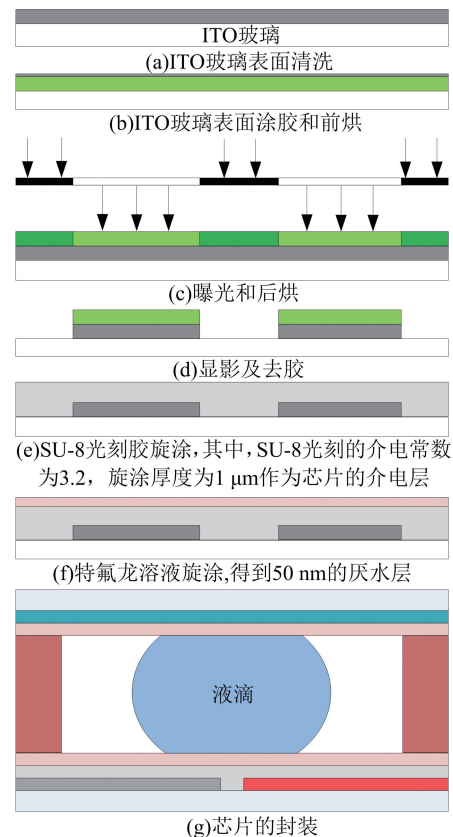 ITO玻璃
(a)ITO玻璃表面清洗
(b)ITO玻璃表面涂胶和前烘
(c)曝光和后烘
(d)显影及去胶
(e)SU-8光刻胶旋涂,其中, SU-8光刻的介电常数
为3.2，旋涂厚度为1 μm作为芯片的介电层
(f)特氟龙溶液旋涂,得到50 nm的厌水层
液滴
(g)芯片的封装